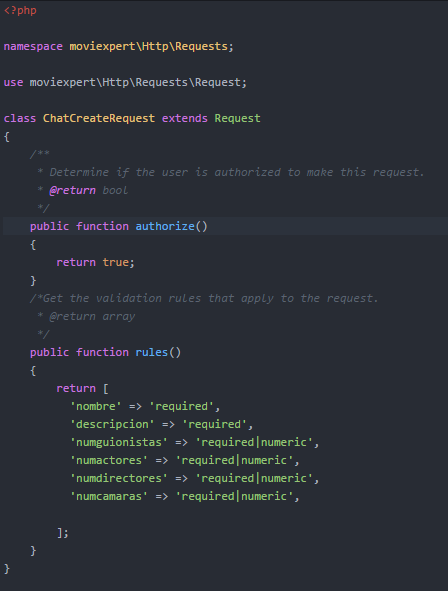 <?php
namespace moviexpert\Http\Requests;
use moviexpert\Http\Requests\Request;
class ChatCreateRequest extends Request
{
    /**
     * Determine if the user is authorized to make this request.
     * @return bool
     */
    public function authorize()
    {
        return true;
    }
    /*Get the validation rules that apply to the request.
     * @return array
     */
    public function rules()
    {
        return [
          'nombre' => 'required',
          'descripcion' => 'required',
          'numguionistas' => 'required|numeric',
          'numactores' => 'required|numeric',
          'numdirectores' => 'required|numeric',
          'numcamaras' => 'required|numeric',
        ];
    }
}